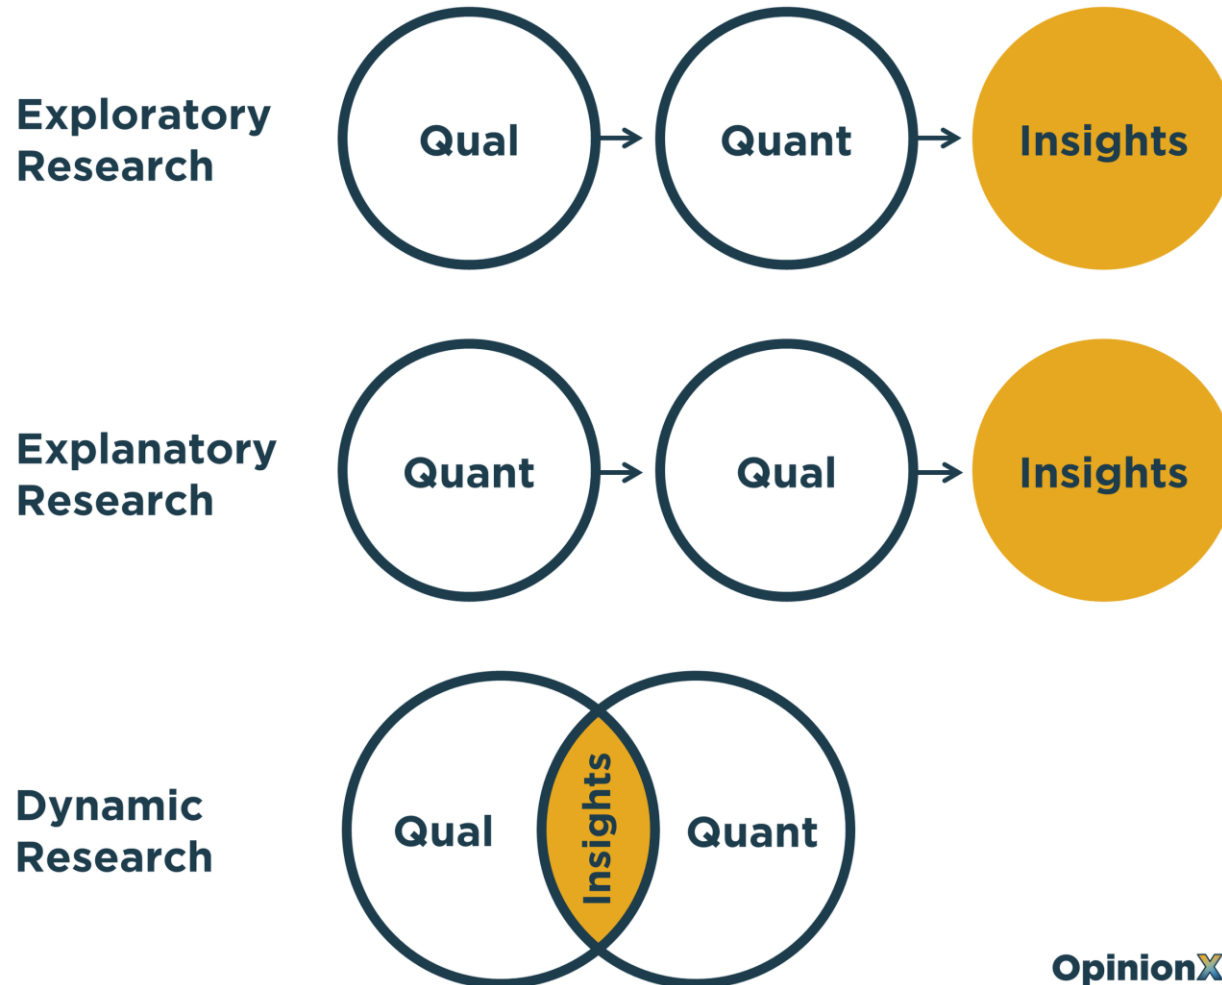 Exploratory
Research
Qual
Quant
Insights
Explanatory
Research
Quant
Qual
Insights
Dynamic
Research
Qual
Insights
Quant
OpinionX